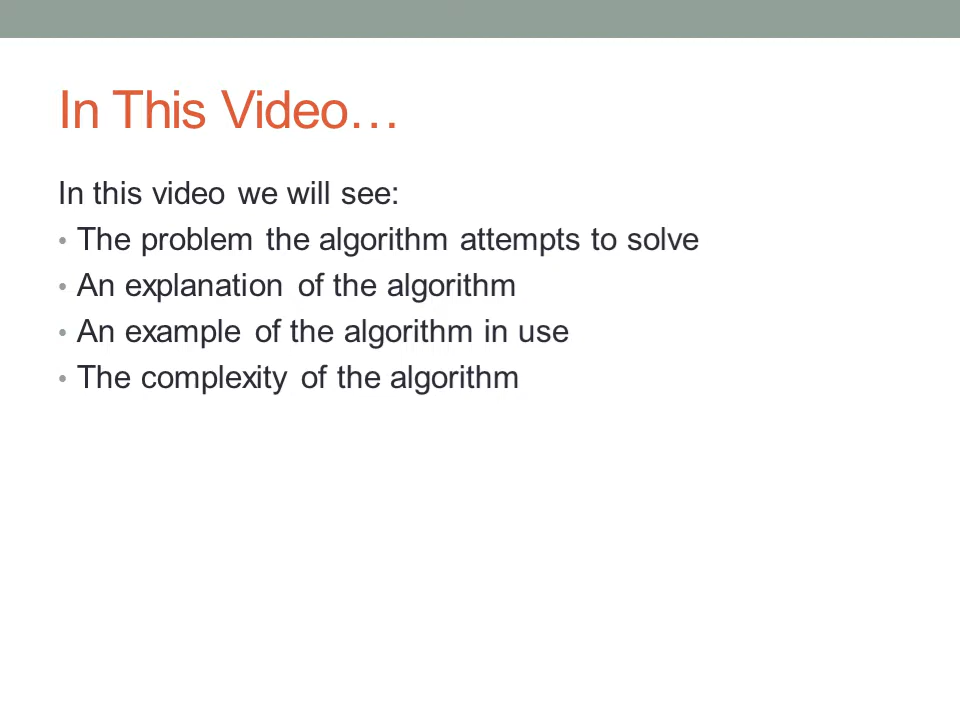 In This Video…
In this video we will see:
• The problem the algorithm attempts to solve
• An explanation of the algorithm
• An example of the algorithm in use
• The complexity of the algorithm